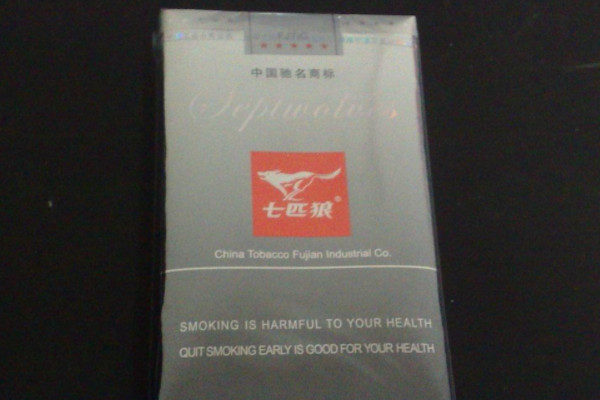 中国驰名商标
Septwolves
七匹狼®
China Tobacco Fujian Industrial Co.
SMOKING IS HARMFUL TO YOUR HEALTH
QUIT SMOKING EARLY IS GOOD FOR YOUR HEALTH